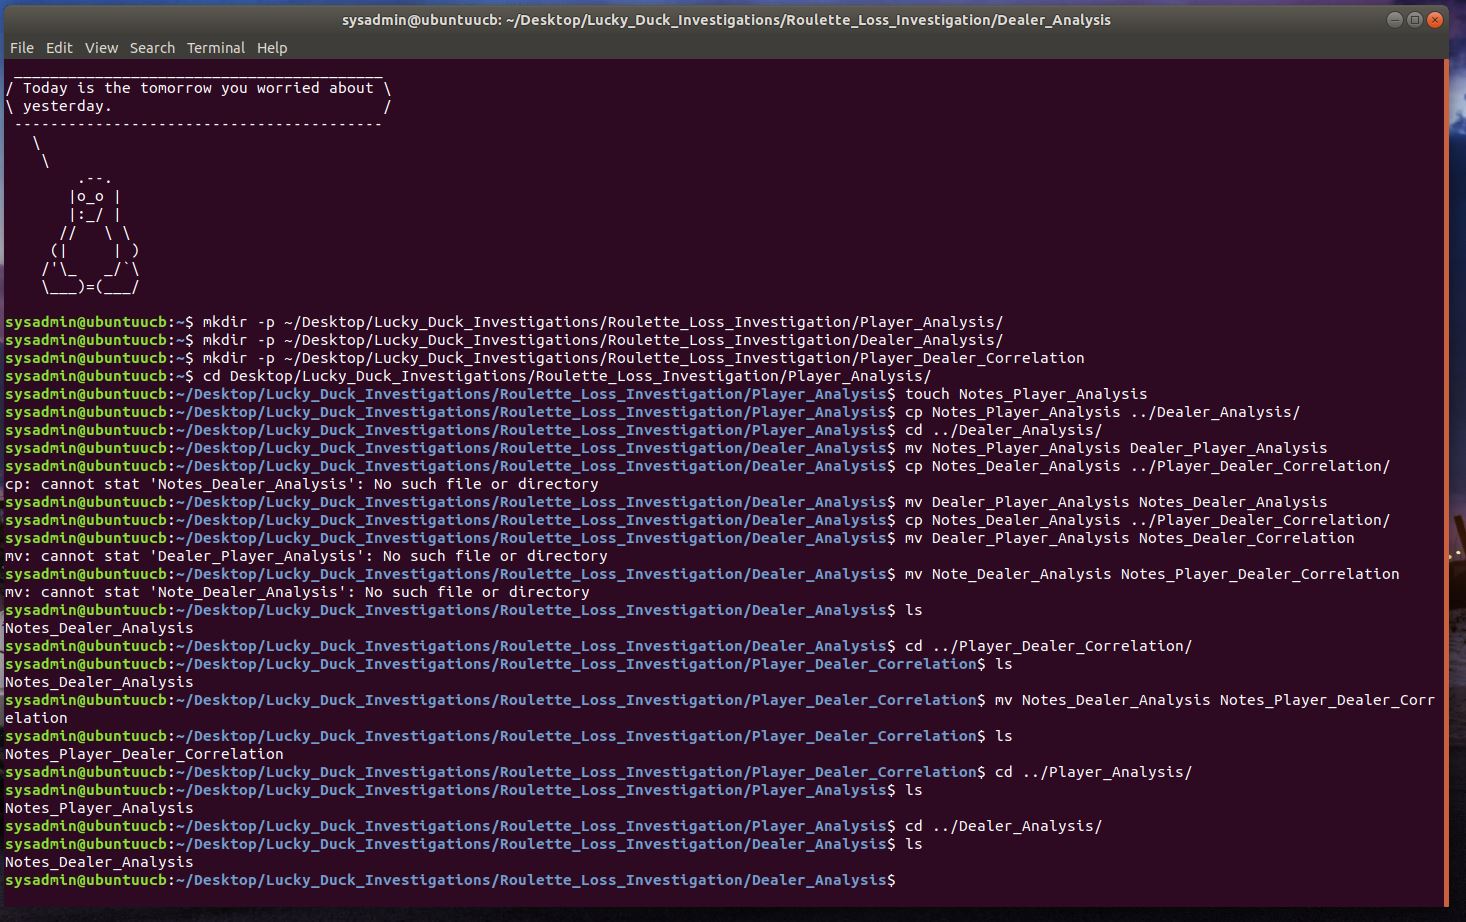 sysadmin@ubuntuucb: ~/Desktop/Lucky_Duck_Investigations/Roulette_Loss_Investigation/Dealer_Analysis
File Edit View Search Terminal Help
 _________________________________________
/ Today is the tomorrow you worried about \
\ yesterday.                              /
 -----------------------------------------
   \
    \
        .--.
       |o_o |
       |:_/ |
      //   \ \
     (|     | )
    /'\_   _/`\
    \___)=(___/
sysadmin@ubuntuucb:~$ mkdir -p ~/Desktop/Lucky_Duck_Investigations/Roulette_Loss_Investigation/Player_Analysis/
sysadmin@ubuntuucb:~$ mkdir -p ~/Desktop/Lucky_Duck_Investigations/Roulette_Loss_Investigation/Dealer_Analysis/
sysadmin@ubuntuucb:~$ mkdir -p ~/Desktop/Lucky_Duck_Investigations/Roulette_Loss_Investigation/Player_Dealer_Correlation
sysadmin@ubuntuucb:~$ cd Desktop/Lucky_Duck_Investigations/Roulette_Loss_Investigation/Player_Analysis/
sysadmin@ubuntuucb:~/Desktop/Lucky_Duck_Investigations/Roulette_Loss_Investigation/Player_Analysis$ touch Notes_Player_Analysis
sysadmin@ubuntuucb:~/Desktop/Lucky_Duck_Investigations/Roulette_Loss_Investigation/Player_Analysis$ cp Notes_Player_Analysis ../Dealer_Analysis/
sysadmin@ubuntuucb:~/Desktop/Lucky_Duck_Investigations/Roulette_Loss_Investigation/Player_Analysis$ cd ../Dealer_Analysis/
sysadmin@ubuntuucb:~/Desktop/Lucky_Duck_Investigations/Roulette_Loss_Investigation/Dealer_Analysis$ mv Notes_Player_Analysis Dealer_Player_Analysis
sysadmin@ubuntuucb:~/Desktop/Lucky_Duck_Investigations/Roulette_Loss_Investigation/Dealer_Analysis$ cp Notes_Dealer_Analysis ../Player_Dealer_Correlation/
cp: cannot stat 'Notes_Dealer_Analysis': No such file or directory
sysadmin@ubuntuucb:~/Desktop/Lucky_Duck_Investigations/Roulette_Loss_Investigation/Dealer_Analysis$ mv Dealer_Player_Analysis Notes_Dealer_Analysis
sysadmin@ubuntuucb:~/Desktop/Lucky_Duck_Investigations/Roulette_Loss_Investigation/Dealer_Analysis$ cp Notes_Dealer_Analysis ../Player_Dealer_Correlation/
sysadmin@ubuntuucb:~/Desktop/Lucky_Duck_Investigations/Roulette_Loss_Investigation/Dealer_Analysis$ mv Dealer_Player_Analysis Notes_Dealer_Correlation
mv: cannot stat 'Dealer_Player_Analysis': No such file or directory
sysadmin@ubuntuucb:~/Desktop/Lucky_Duck_Investigations/Roulette_Loss_Investigation/Dealer_Analysis$ mv Note_Dealer_Analysis Notes_Player_Dealer_Correlation
mv: cannot stat 'Note_Dealer_Analysis': No such file or directory
sysadmin@ubuntuucb:~/Desktop/Lucky_Duck_Investigations/Roulette_Loss_Investigation/Dealer_Analysis$ ls
Notes_Dealer_Analysis
sysadmin@ubuntuucb:~/Desktop/Lucky_Duck_Investigations/Roulette_Loss_Investigation/Dealer_Analysis$ cd ../Player_Dealer_Correlation/
sysadmin@ubuntuucb:~/Desktop/Lucky_Duck_Investigations/Roulette_Loss_Investigation/Player_Dealer_Correlation$ ls
Notes_Dealer_Analysis
sysadmin@ubuntuucb:~/Desktop/Lucky_Duck_Investigations/Roulette_Loss_Investigation/Player_Dealer_Correlation$ mv Notes_Dealer_Analysis Notes_Player_Dealer_Corr
elation
sysadmin@ubuntuucb:~/Desktop/Lucky_Duck_Investigations/Roulette_Loss_Investigation/Player_Dealer_Correlation$ ls
Notes_Player_Dealer_Correlation
sysadmin@ubuntuucb:~/Desktop/Lucky_Duck_Investigations/Roulette_Loss_Investigation/Player_Dealer_Correlation$ cd ../Player_Analysis/
sysadmin@ubuntuucb:~/Desktop/Lucky_Duck_Investigations/Roulette_Loss_Investigation/Player_Analysis$ ls
Notes_Player_Analysis
sysadmin@ubuntuucb:~/Desktop/Lucky_Duck_Investigations/Roulette_Loss_Investigation/Player_Analysis$ cd ../Dealer_Analysis/
sysadmin@ubuntuucb:~/Desktop/Lucky_Duck_Investigations/Roulette_Loss_Investigation/Dealer_Analysis$ ls
Notes_Dealer_Analysis
sysadmin@ubuntuucb:~/Desktop/Lucky_Duck_Investigations/Roulette_Loss_Investigation/Dealer_Analysis$